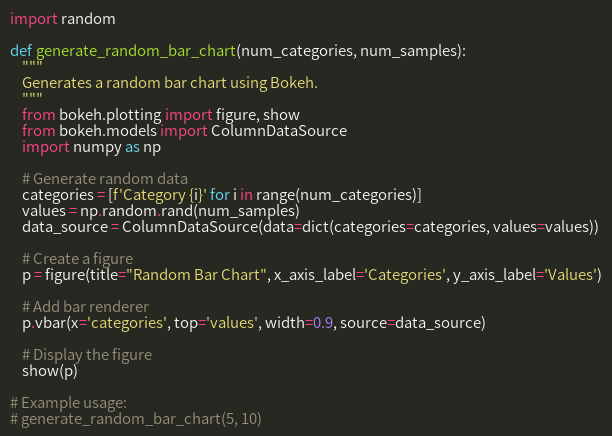 import random

def generate_random_bar_chart(num_categories, num_samples):
    """
    Generates a random bar chart using Bokeh.
    """
    from bokeh.plotting import figure, show
    from bokeh.models import ColumnDataSource
    import numpy as np

    # Generate random data
    categories = [f'Category {i}' for i in range(num_categories)]
    values = np.random.rand(num_samples)
    data_source = ColumnDataSource(data=dict(categories=categories, values=values))

    # Create a figure
    p = figure(title="Random Bar Chart", x_axis_label='Categories', y_axis_label='Values')

    # Add bar renderer
    p.vbar(x='categories', top='values', width=0.9, source=data_source)

    # Display the figure
    show(p)

# Example usage:
# generate_random_bar_chart(5, 10)